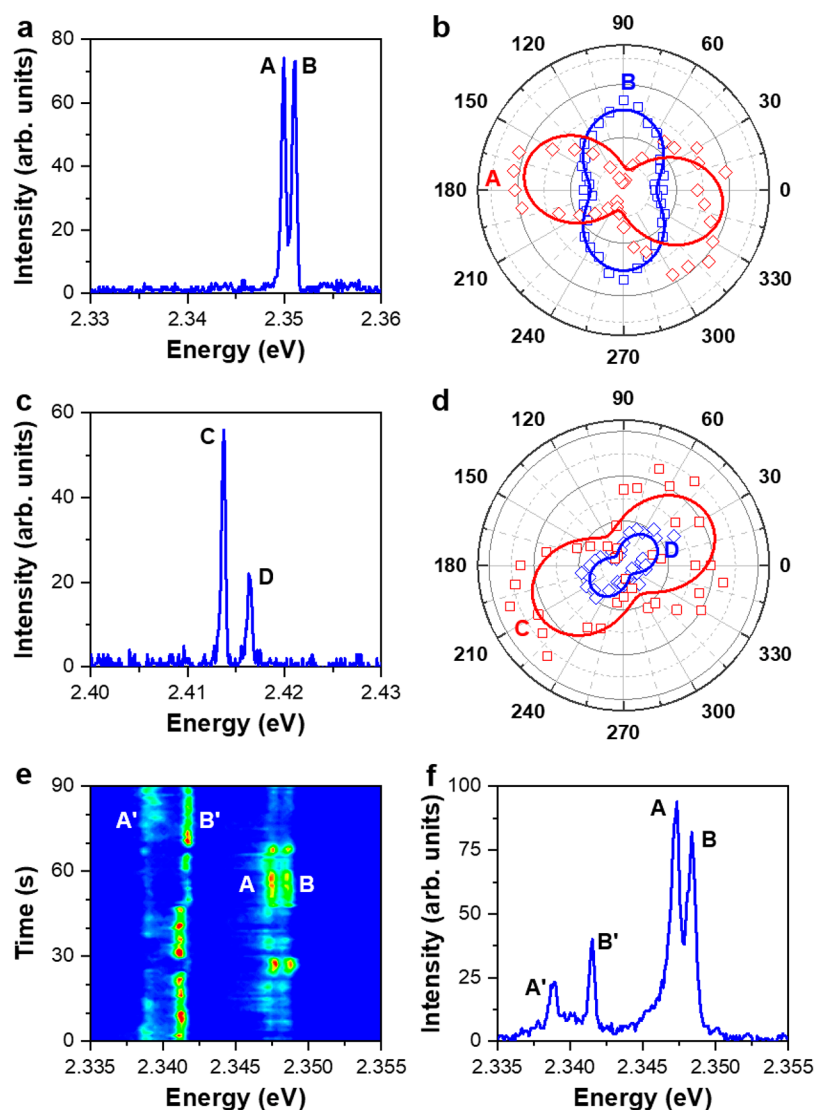 a
Intensity (arb. units)
80
60
40
20
0
A B
2.33 2.34 2.35 2.36
Energy (eV)
b
90
120 60
150 30
180 0
210 330
240 300
270
B
A
c
Intensity (arb. units)
60
40
20
0
C
D
2.40 2.41 2.42 2.43
Energy (eV)
d
90
120 60
150 30
180 0
210 330
240 300
270
D
C
e
Time (s)
90
60
30
0
A' B'
A B
2.335 2.340 2.345 2.350 2.355
Energy (eV)
f
Intensity (arb. units)
100
75
50
25
0
A
B
B'
A'
2.335 2.340 2.345 2.350 2.355
Energy (eV)